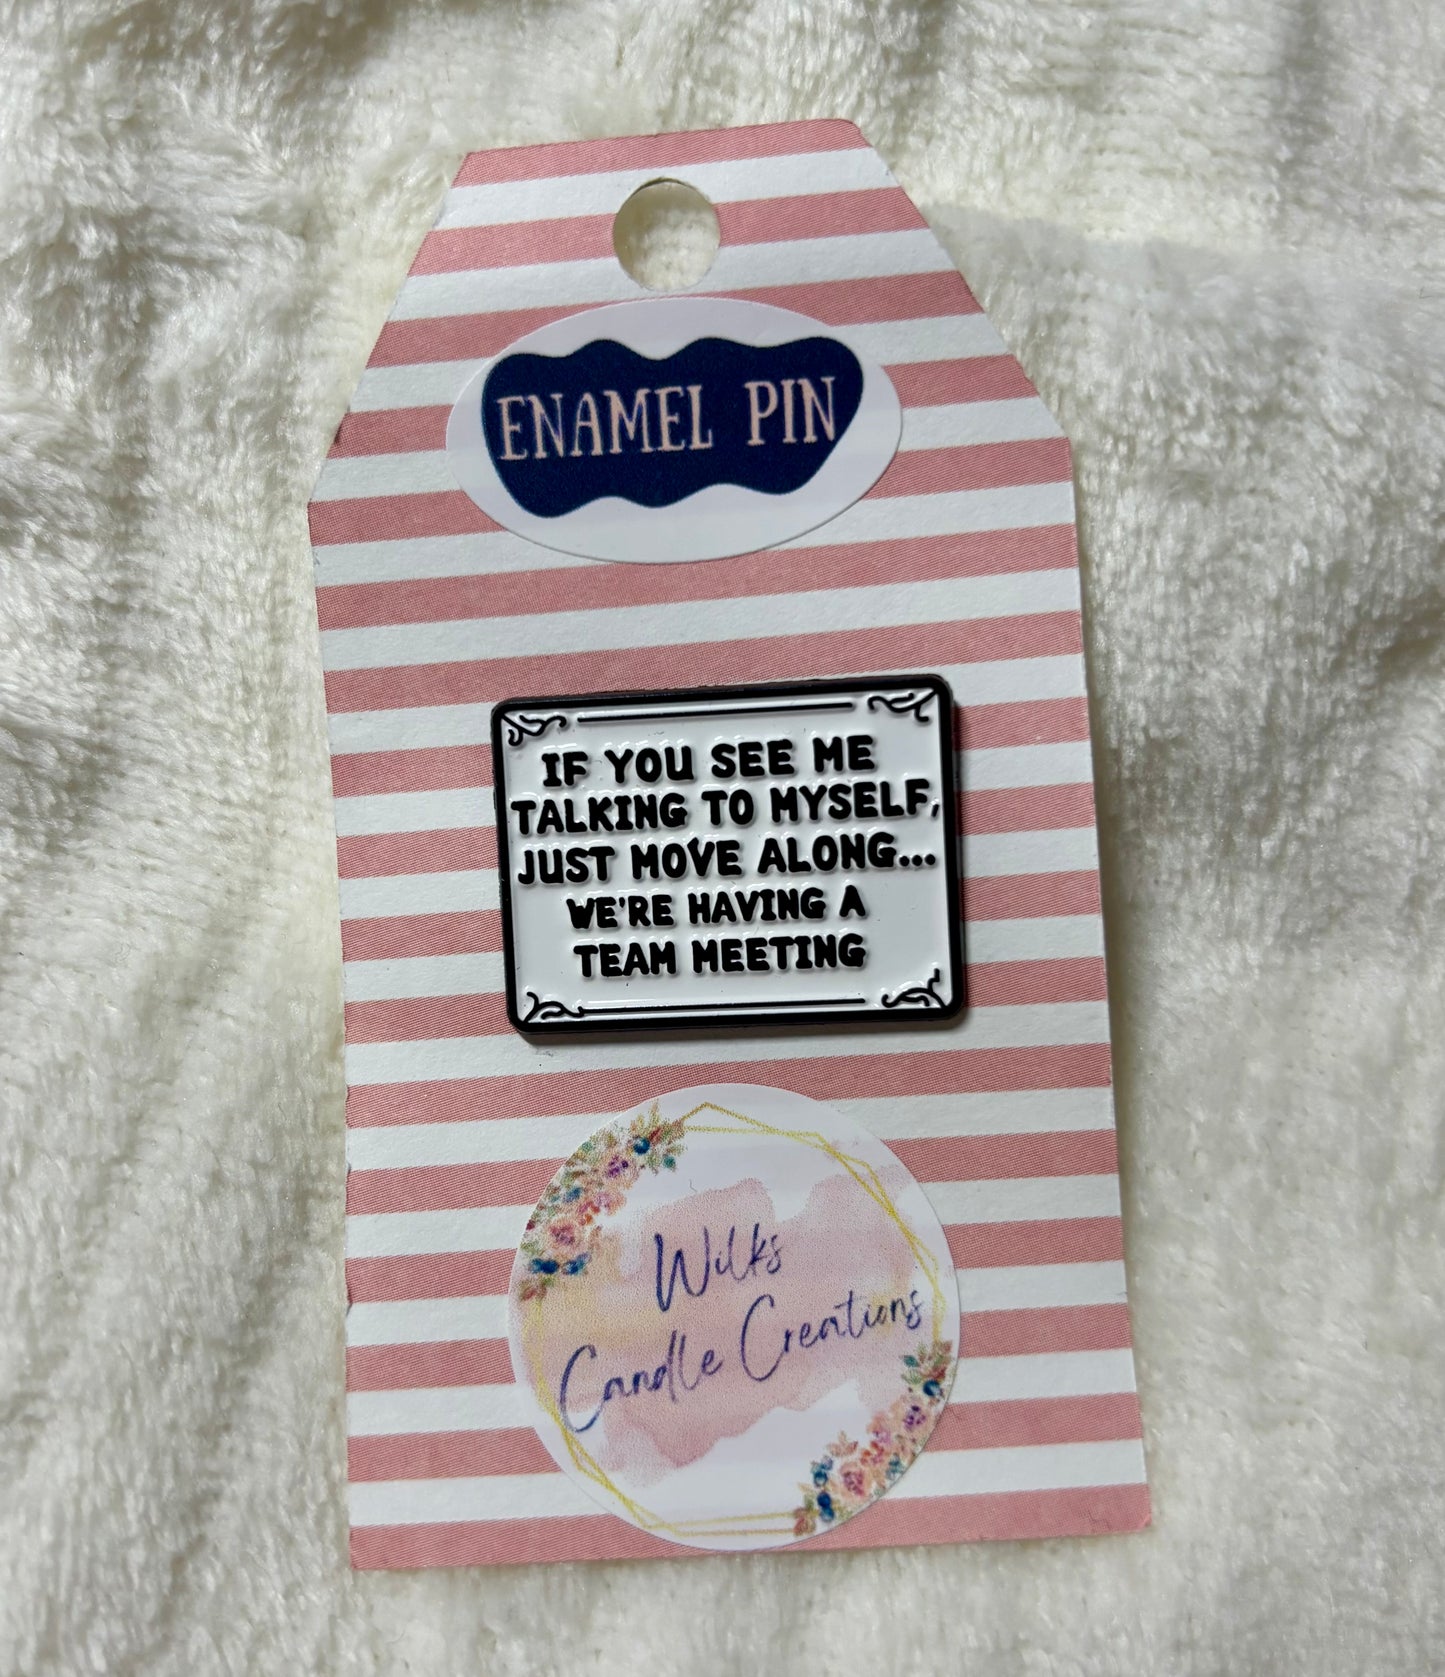 ENAMEL PIN
IF YOU SEE ME
TALKING TO MYSELF,
JUST MOVE ALONG...
WE'RE HAVING A
TEAM MEETING
Wilks
Candle Creations